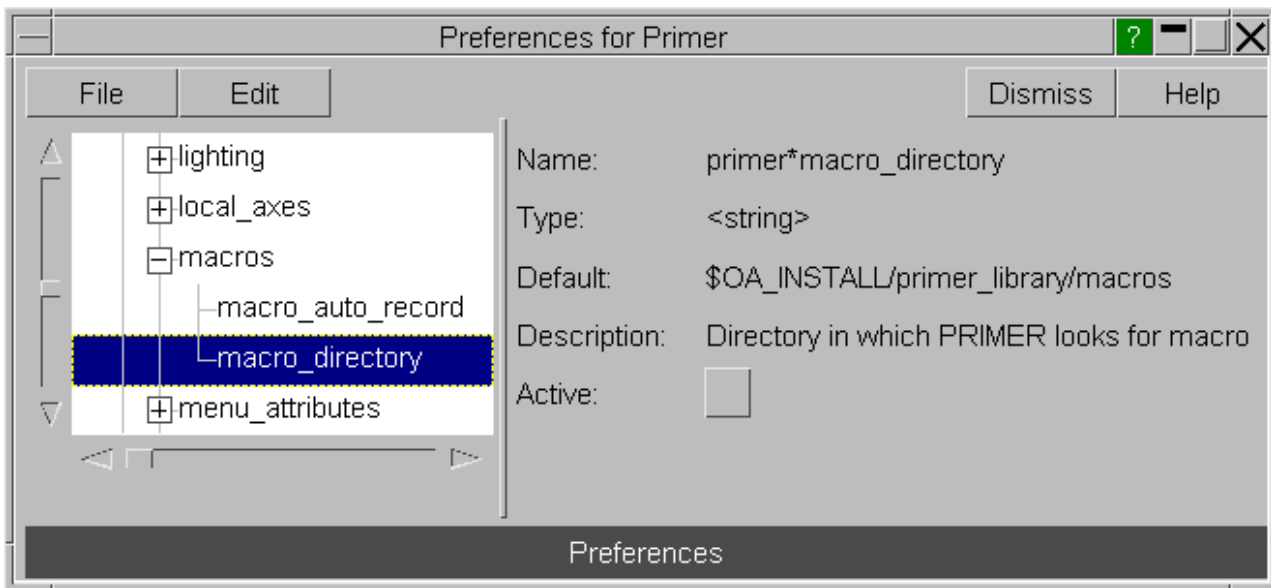 Preferences for Primer
?
File Edit Dismiss Help
lighting
local_axes
macros
macro_auto_record
macro_directory
menu_attributes
Name: primer*macro_directory
Type: <string>
Default: $OA_INSTALL/primer_library/macros
Description: Directory in which PRIMER looks for macro
Active:
Preferences